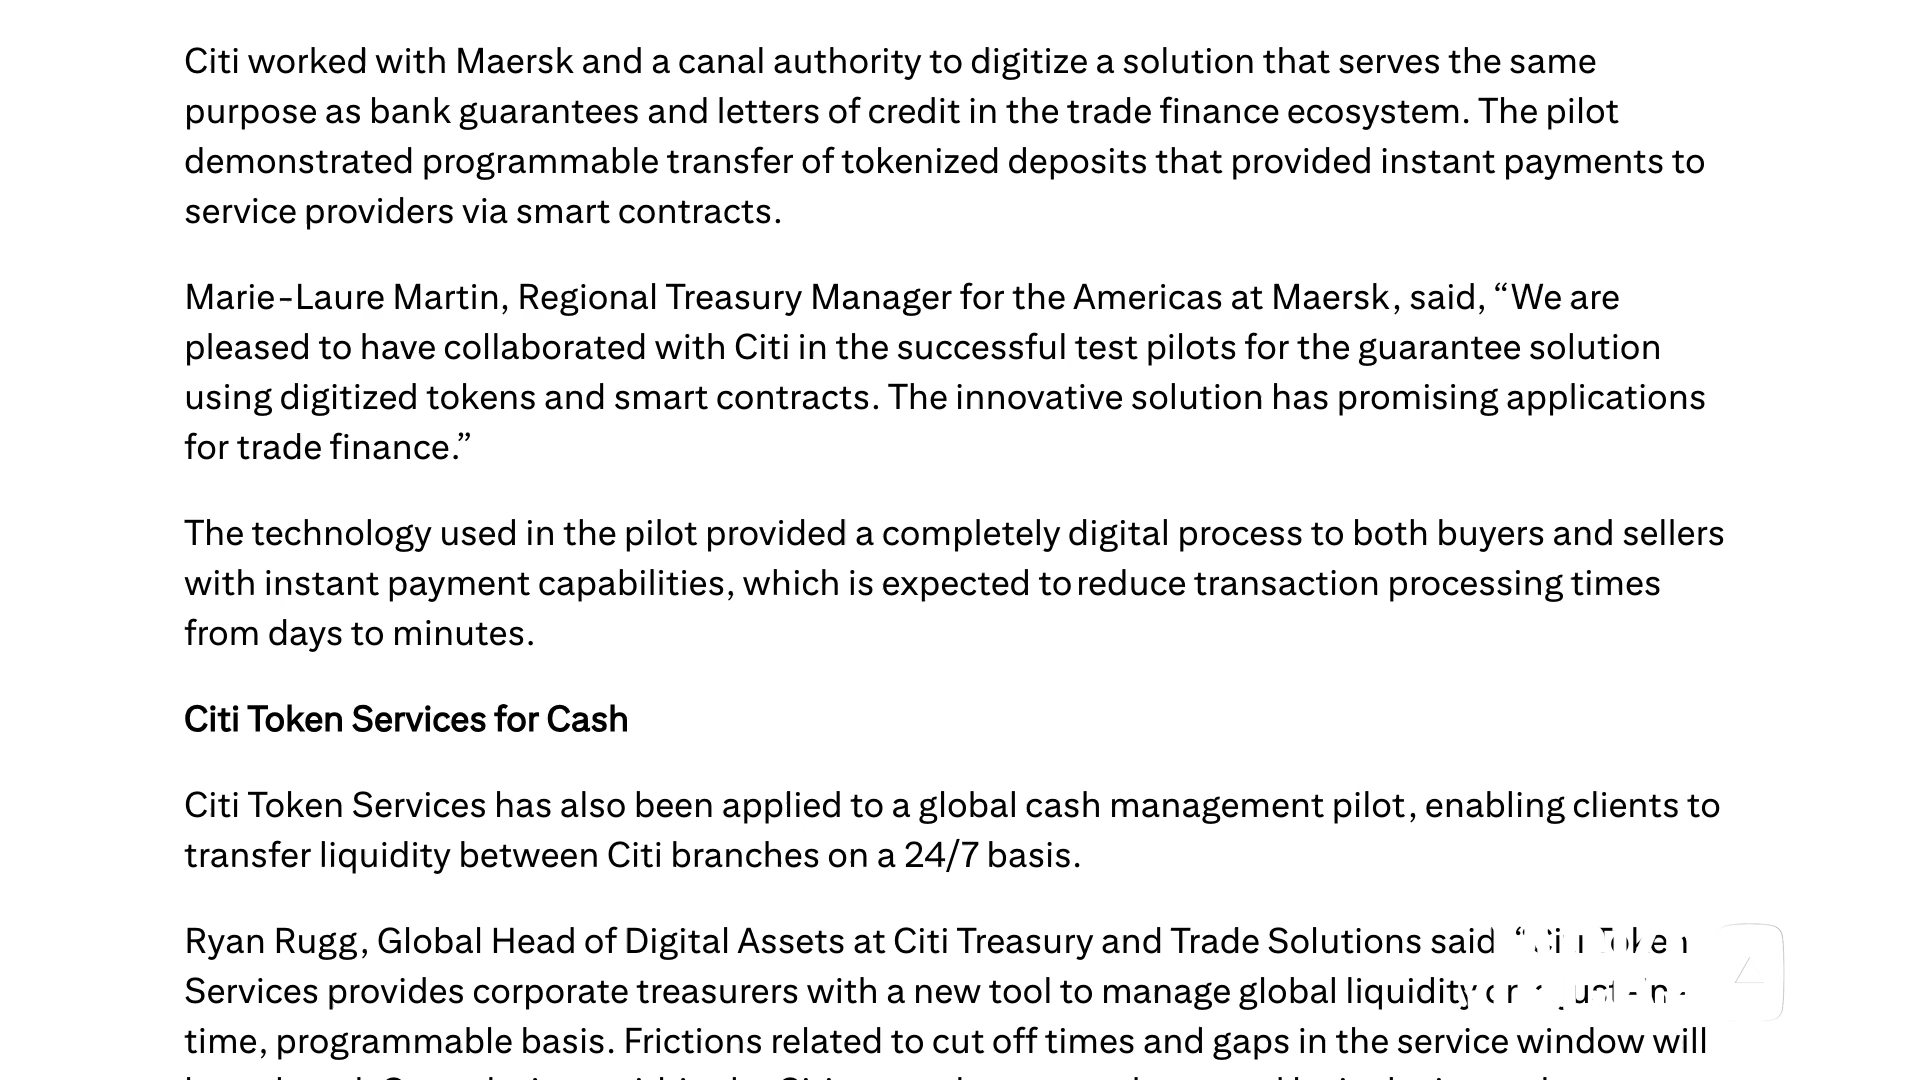 Citi worked with Maersk and a canal authority to digitize a solution that serves the same
purpose as bank guarantees and letters of credit in the trade finance ecosystem. The pilot
demonstrated programmable transfer of tokenized deposits that provided instant payments to
service providers via smart contracts.
Marie-Laure Martin, Regional Treasury Manager for the Americas at Maersk, said, “We are
pleased to have collaborated with Citi in the successful test pilots for the guarantee solution
using digitized tokens and smart contracts. The innovative solution has promising applications
for trade finance.”
The technology used in the pilot provided a completely digital process to both buyers and sellers
with instant payment capabilities, which is expected to reduce transaction processing times
from days to minutes.
Citi Token Services for Cash
Citi Token Services has also been applied to a global cash management pilot, enabling clients to
transfer liquidity between Citi branches on a 24/7 basis.
Ryan Rugg, Global Head of Digital Assets at Citi Treasury and Trade Solutions said “Citi Token
Services provides corporate treasurers with a new tool to manage global liquidity on a just-in-
time, programmable basis. Frictions related to cut off times and gaps in the service window will